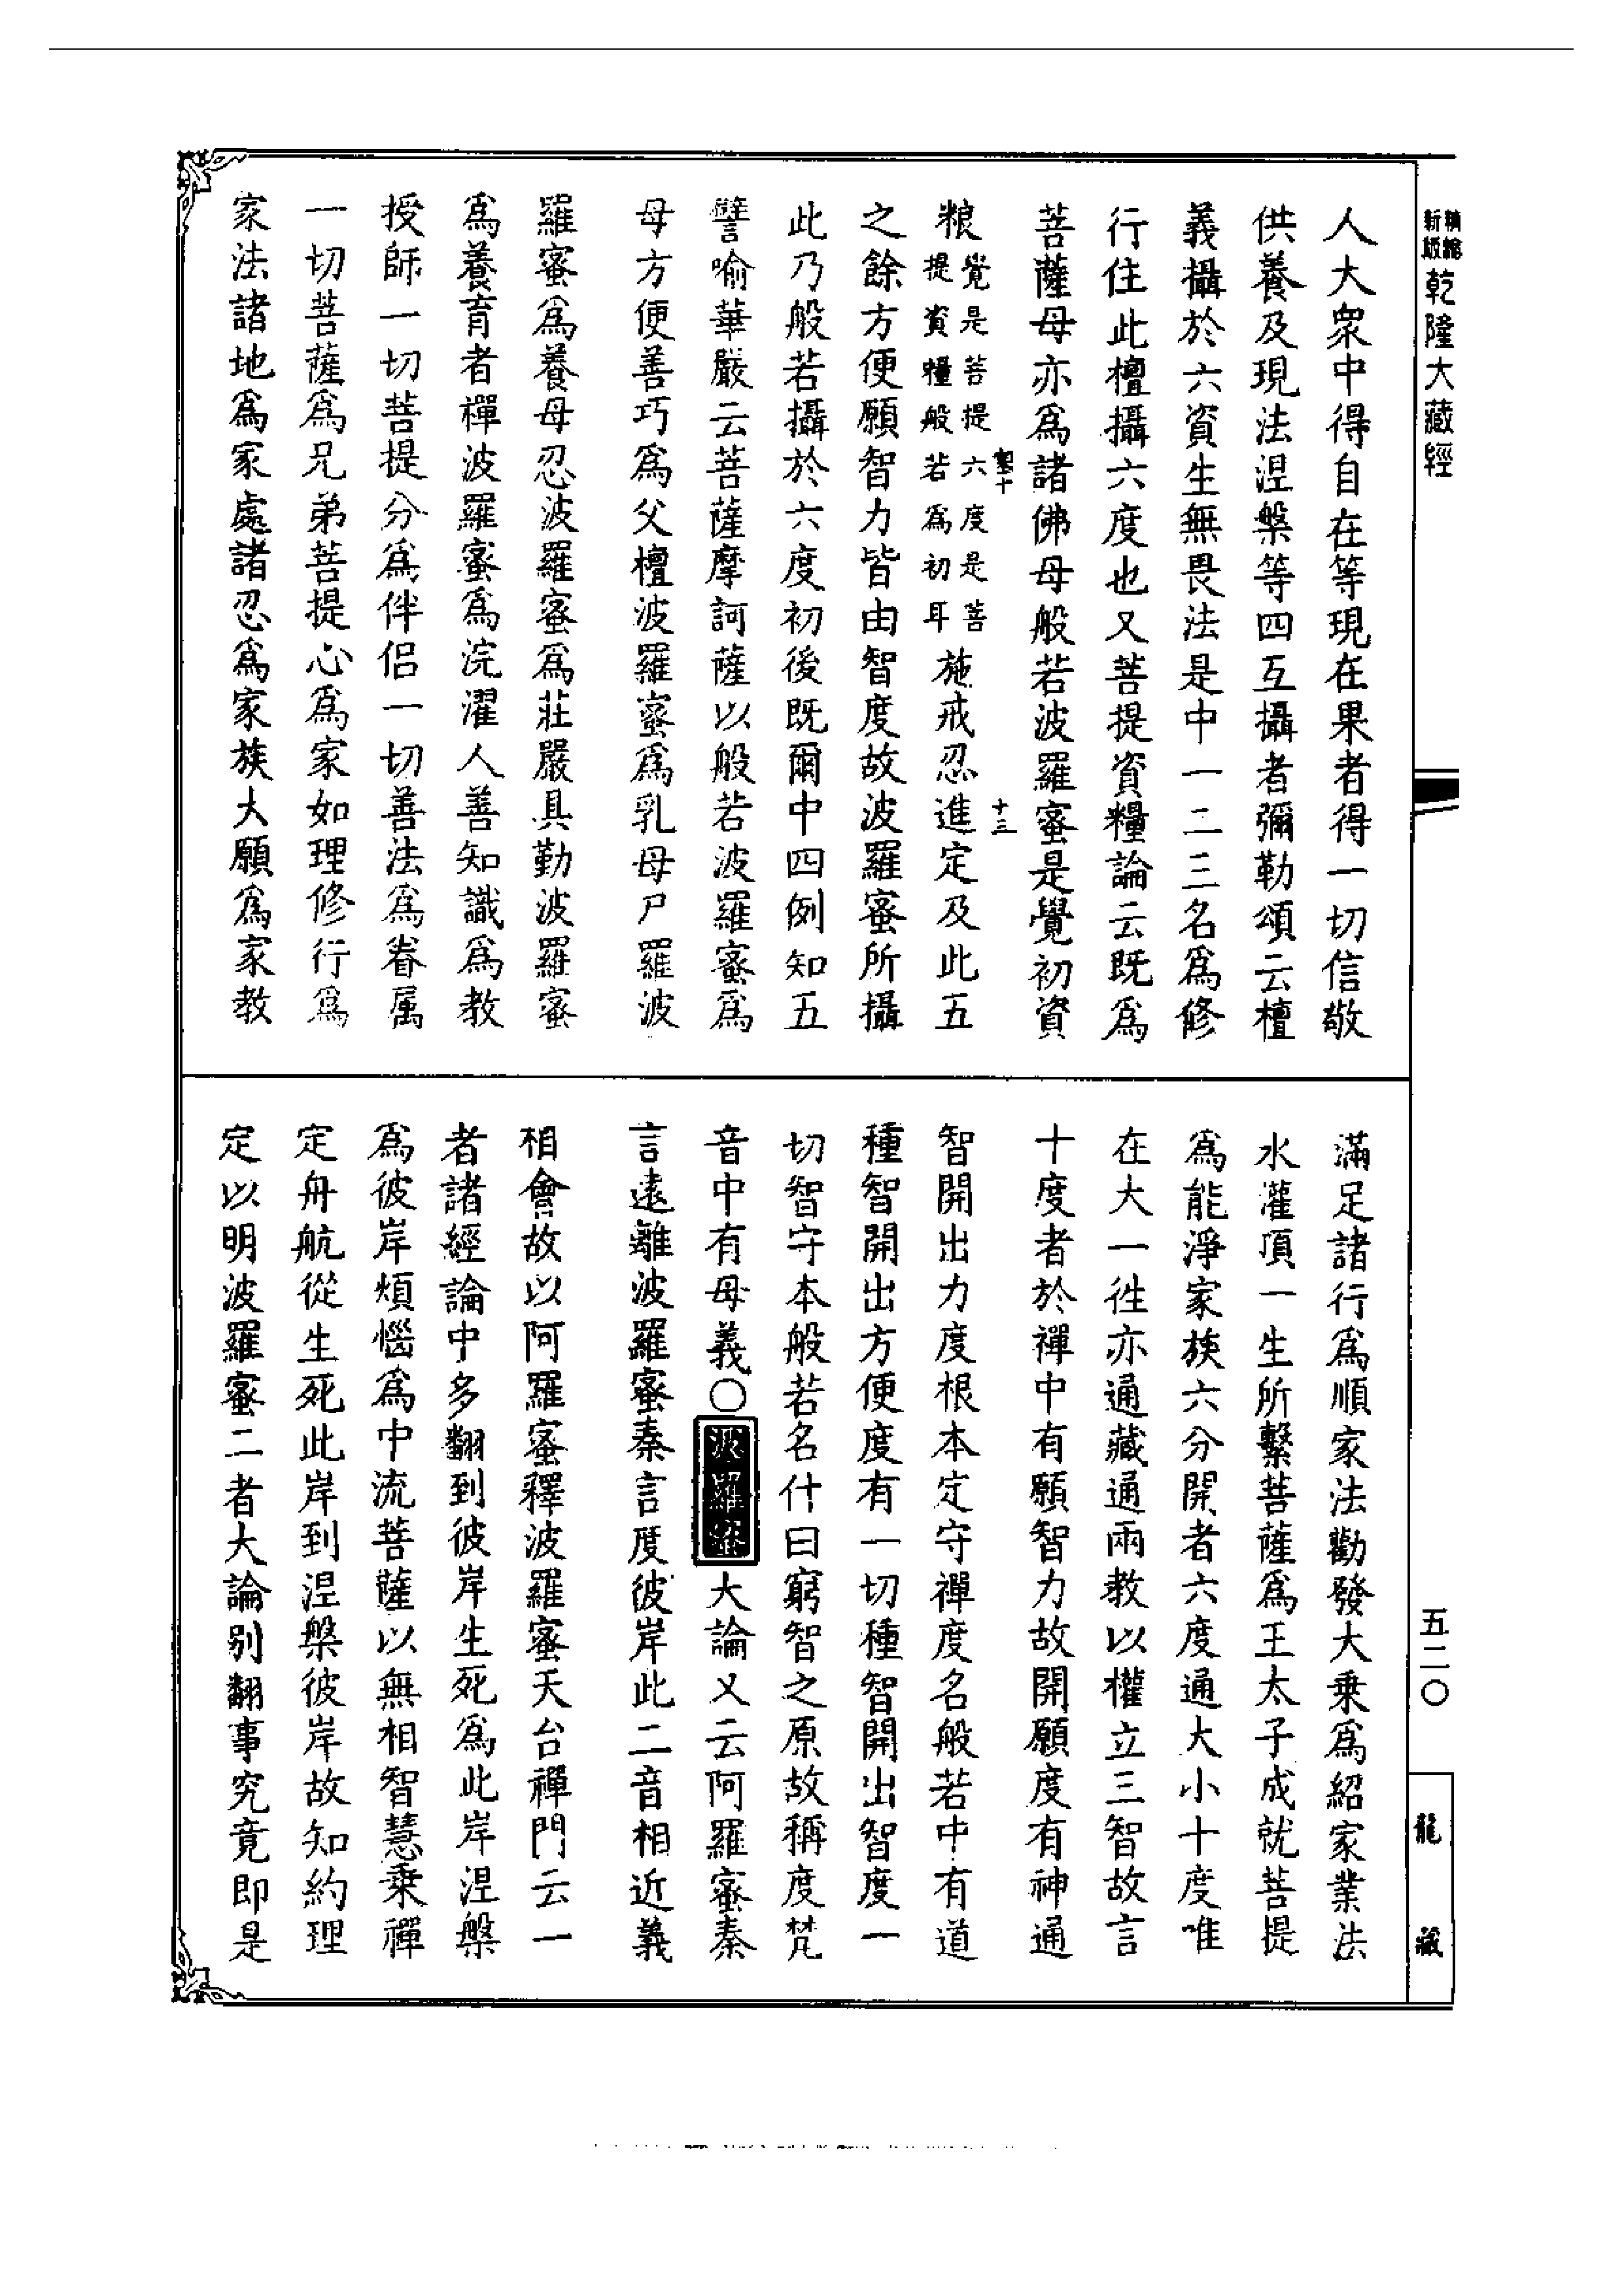 精縮新版乾隆大藏經
人大衆中得自在等現在果者得一切信敬
供養及現法涅槃等四互攝者彌勒頌云檀
義攝於六資生無畏法是中一二三名爲修
行住此檀攝六度也又菩提資糧論云既爲
菩薩母亦爲諸佛母般若波羅蜜是覺初資
十三
粮覺是菩提六度是菩提資糧般若爲初耳施戒忍進定及此五
之餘方便願智力皆由智度故波羅蜜所攝
此乃般若攝於六度初後既爾中四例知五
譬喻華嚴云菩薩摩訶薩以般若波羅蜜爲
母方便善巧爲父檀波羅蜜爲乳母尸羅波
羅蜜爲養母忍波羅蜜爲莊嚴具勤波羅蜜
爲養育者禪波羅蜜爲浣濯人善知識爲教
授師一切菩提分爲伴侣一切善法爲眷属
一切菩薩爲兄弟菩提心爲家如理修行爲
家法諸地爲家處諸忍爲家族大願爲家教
滿足諸行爲順家法勸發大乘爲紹家業法
水灌頂一生所繫菩薩爲王太子成就菩提
爲能淨家族六分開者六度通大小十度唯
在大一徃亦通藏通兩教以權立三智故言
十度者於禪中有願智力故開願度有神通
智開出力度根本定守禪度名般若中有道
種智開出方便度有一切種智開出智度一
切智守本般若名什曰窮智之原故稱度梵
音中有母義○波羅蜜大論又云阿羅蜜秦
言遠離波羅蜜秦言度彼岸此二音相近義
相會故以阿羅蜜釋波羅蜜天台禪門云一
者諸經論中多翻到彼岸生死爲此岸涅槃
爲彼岸煩惱爲中流菩薩以無相智慧乘禪
定舟航從生死此岸到涅槃彼岸故知約理
定以明波羅蜜二者大論别翻事究竟即是
五二〇
龍藏